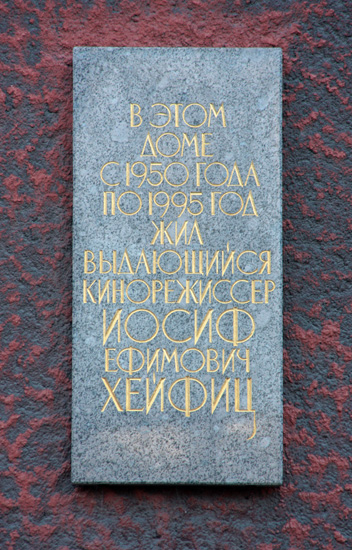 В ЭТОМ
ДОМЕ
С 1950 ГОДА
ПО 1995 ГОД
ЖИЛ
ВЫДАЮЩИЙСЯ
КИНОРЕЖИССЕР
ИОСИФ
ЕФИМОВИЧ
ХЕЙФИЦ